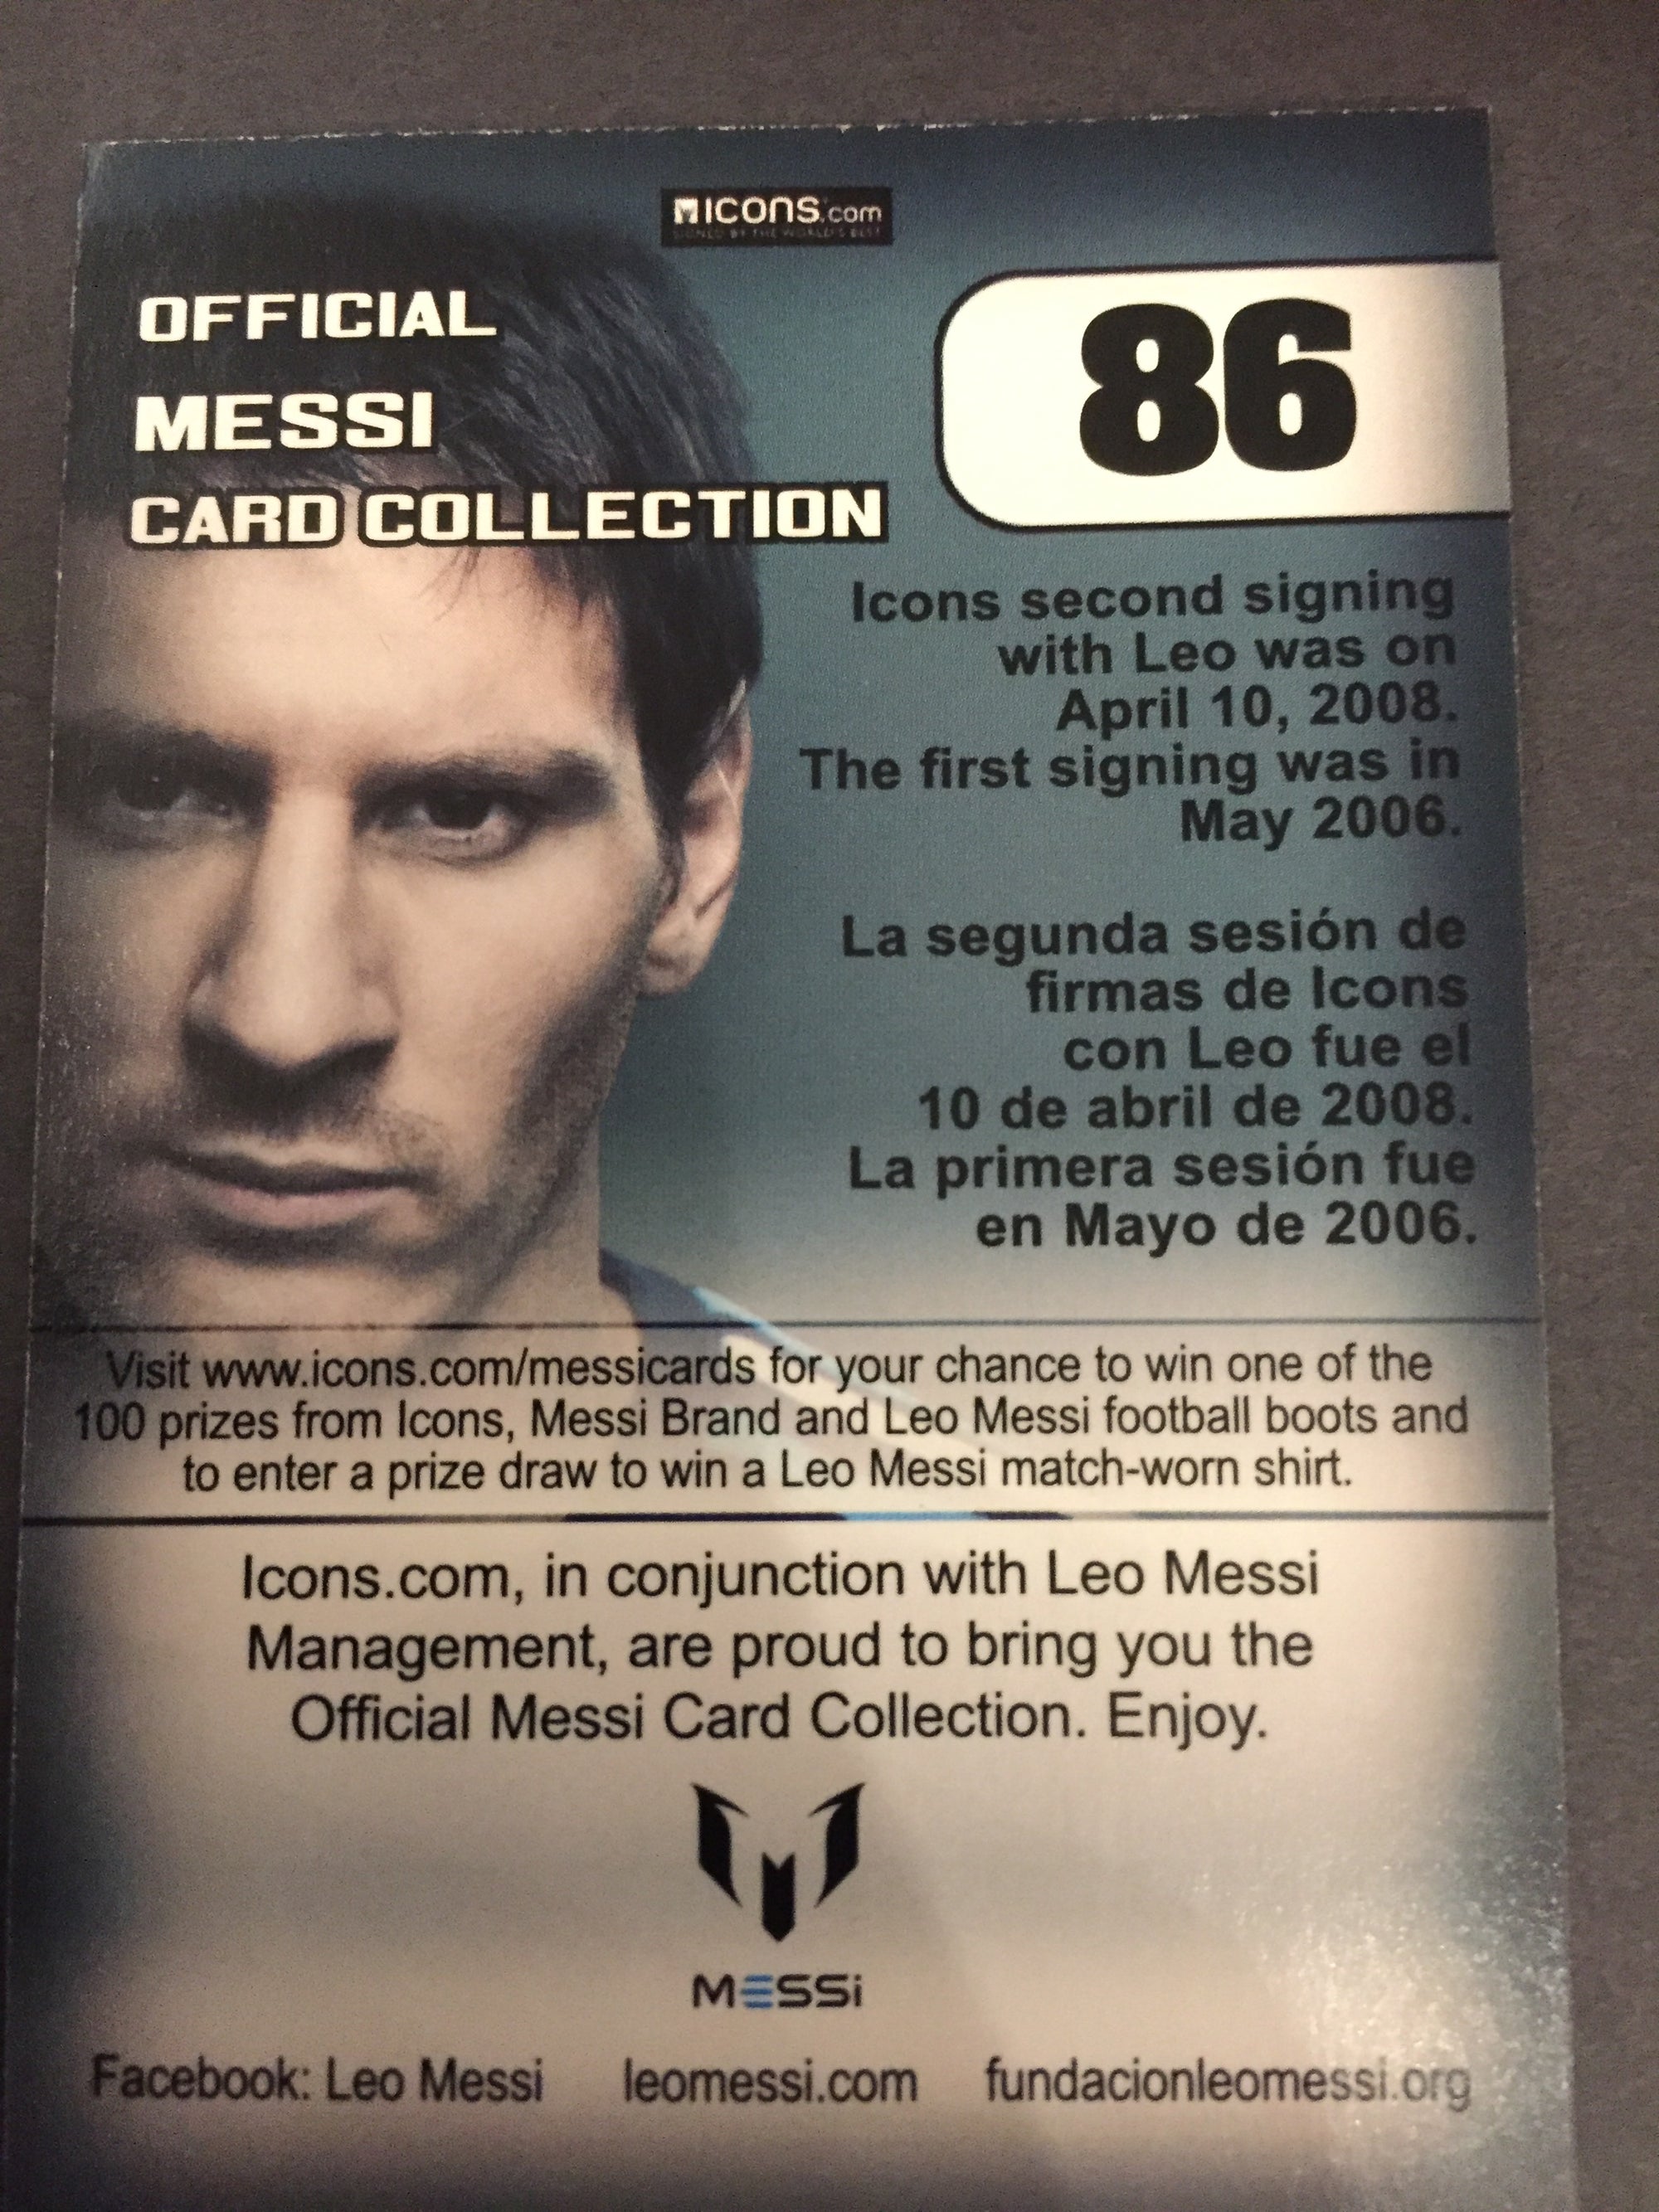 ICONS.com
SIGNED BY THE WORLD'S BEST
OFFICIAL
MESSI
CARD COLLECTION
86
Icons second signing
with Leo was on
April 10, 2008.
The first signing was in
May 2006.
La segunda sesión de
firmas de Icons
con Leo fue el
10 de abril de 2008.
La primera sesión fue
en Mayo de 2006.
Visit www.icons.com/messicards for your chance to win one of the
100 prizes from Icons, Messi Brand and Leo Messi football boots and
to enter a prize draw to win a Leo Messi match-worn shirt.
Icons.com, in conjunction with Leo Messi
Management, are proud to bring you the
Official Messi Card Collection. Enjoy.
MESSi
Facebook: Leo Messi leomessi.com fundacionleomessi.org